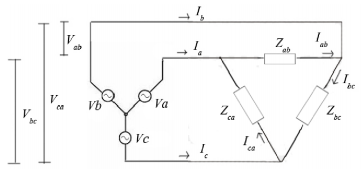 I_b
V_ab
I_a
Z_ab
I_ab
V_bc
V_ca
Vb
Va
Z_ca
Z_bc
I_bc
Vc
I_ca
I_c